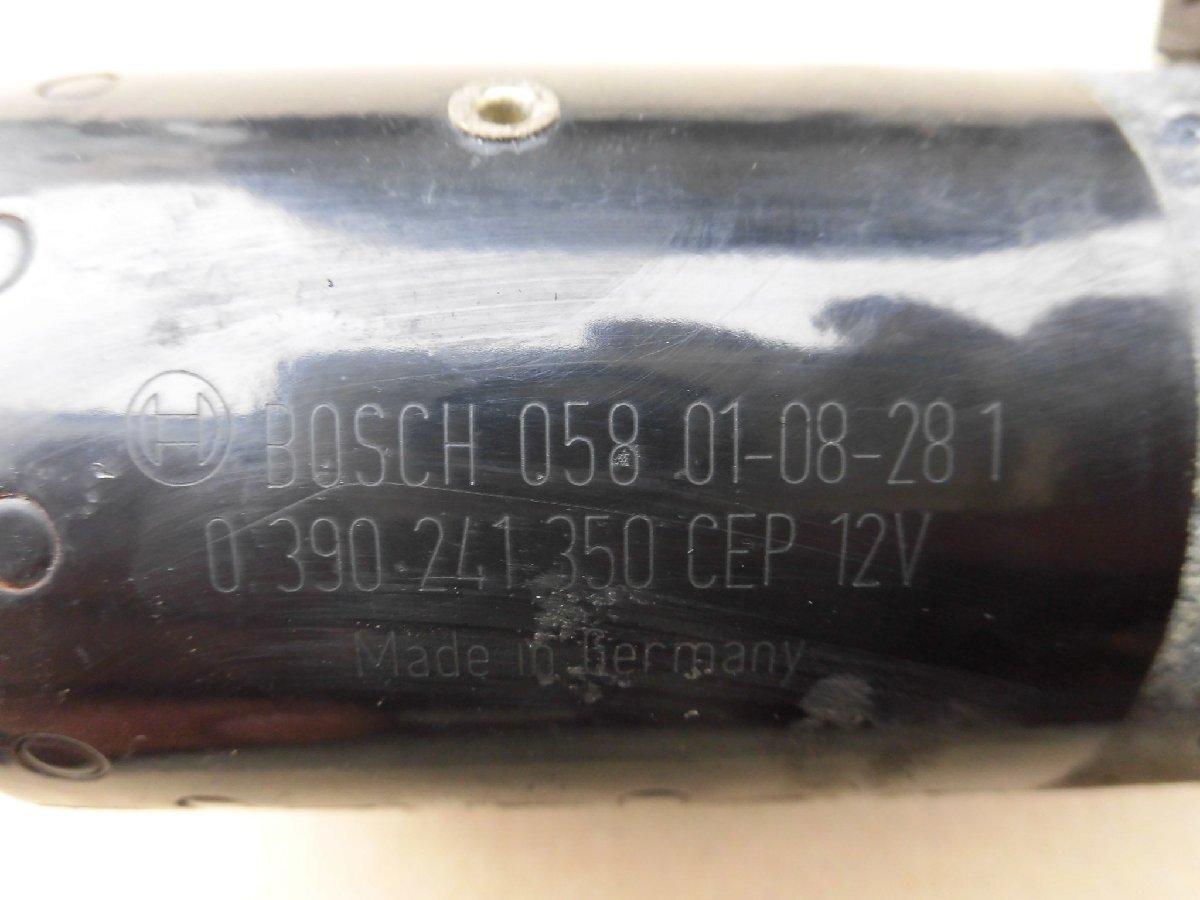 BOSCH 058 01-08-28 1
0 390 241 350 CEP 12V
Made in Germany